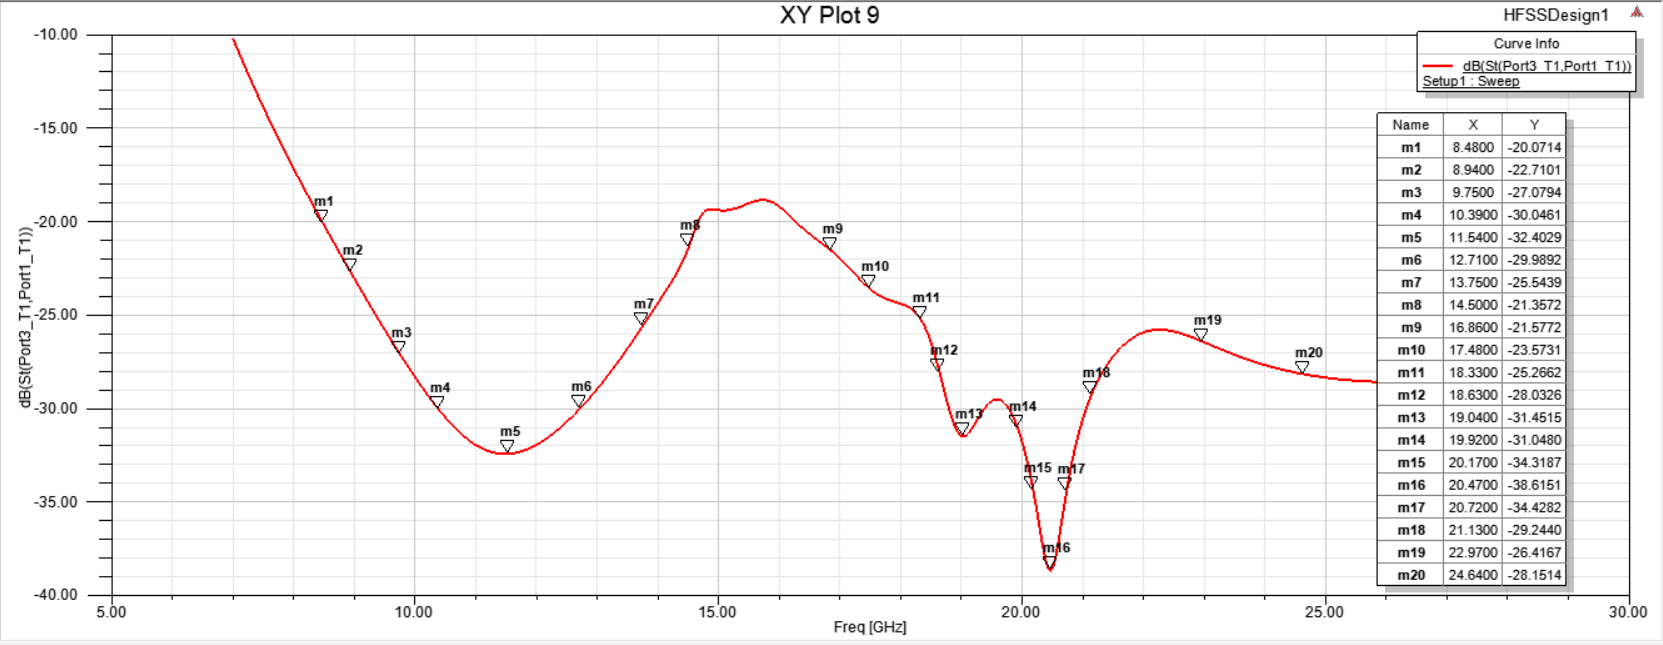 XY Plot 9
HFSSDesign1
Curve Info
dB(St(Port3_T1,Port1_T1))
Setup1 : Sweep
Name X Y
m1 8.4800 -20.0714
m2 8.9400 -22.7101
m3 9.7500 -27.0794
m4 10.3900 -30.0461
m5 11.5400 -32.4029
m6 12.7100 -29.9892
m7 13.7500 -25.5439
m8 14.5000 -21.3572
m9 16.8600 -21.5772
m10 17.4800 -23.5731
m11 18.3300 -25.2662
m12 18.6300 -28.0326
m13 19.0400 -31.4515
m14 19.9200 -31.0480
m15 20.1700 -34.3187
m16 20.4700 -38.6151
m17 20.7200 -34.4282
m18 21.1300 -29.2440
m19 22.9700 -26.4167
m20 24.6400 -28.1514
dB(St(Port3_T1,Port1_T1))
-10.00
-15.00
-20.00
-25.00
-30.00
-35.00
-40.00
m1
m2
m3
m4
m5
m6
m7
m8
m9
m10
m11
m12
m13
m14
m15
m16
m17
m18
m19
m20
5.00 10.00 15.00 20.00 25.00 30.00
Freq [GHz]